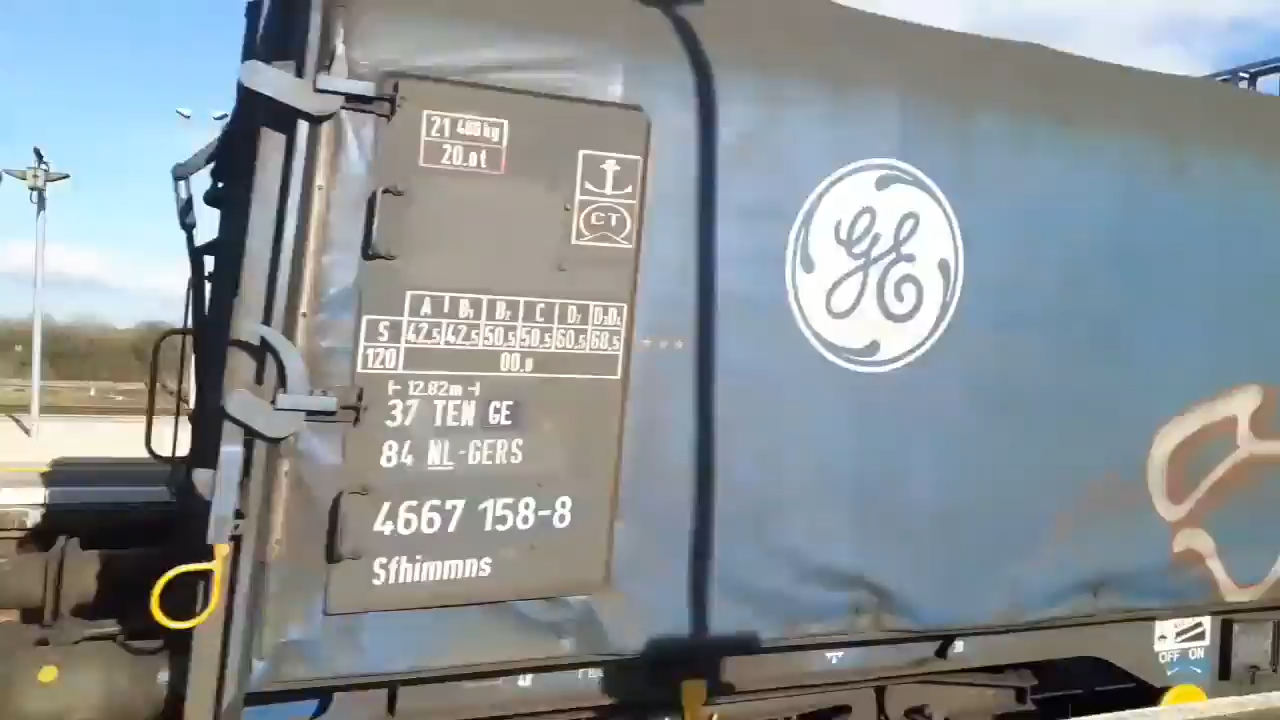 21 400 kg
20.0 t
CT
A B₁ B₂ C D₂ D₃D₄
S 42,5 42,5 50,5 50,5 60,5 68,5
120 00,0
12.82m
37 TEN GE
84 NL-GERS
4667 158-8
Sfhimmns
GE
OFF ON